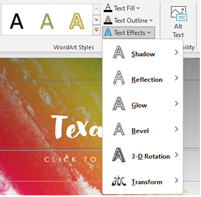 A A A
Text Fill
Text Outline
Text Effects
WordArt Styles
Alt
Text
Shadow
Reflection
Glow
Bevel
3-D Rotation
Transform
Texa
CLICK TO